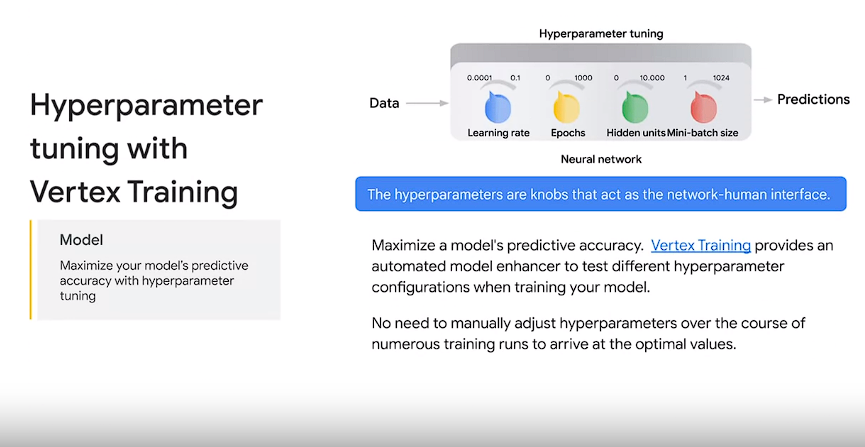 Hyperparameter
tuning with
Vertex Training
Model
Maximize your model's predictive
accuracy with hyperparameter
tuning
Hyperparameter tuning
0.0001 0.1 0 1000 0 10.000 1 1024
Data
Predictions
Learning rate Epochs Hidden units Mini-batch size
Neural network
The hyperparameters are knobs that act as the network-human interface.
Maximize a model's predictive accuracy. Vertex Training provides an
automated model enhancer to test different hyperparameter
configurations when training your model.
No need to manually adjust hyperparameters over the course of
numerous training runs to arrive at the optimal values.